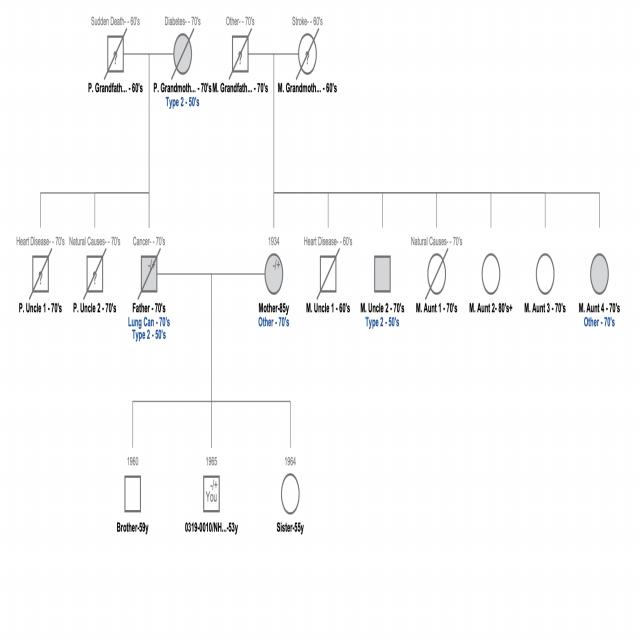 Sudden Death- - 60's
Diabetes- - 70's
Other- - 70's
Stroke- - 60's
?
?
?
P. Grandfath... - 60's
P. Grandmoth... - 70's
M. Grandfath... - 70's
M. Grandmoth... - 60's
Type 2 - 50's
Heart Disease- - 70's
Natural Causes- - 70's
Cancer- - 70's
1934
Heart Disease- - 60's
Natural Causes- - 70's
?
?
-/+
-/+
P. Uncle 1 - 70's
P. Uncle 2 - 70's
Father - 70's
Mother-85y
M. Uncle 1 - 60's
M. Uncle 2 - 70's
M. Aunt 1 - 70's
M. Aunt 2- 80's+
M. Aunt 3 - 70's
M. Aunt 4 - 70's
Lung Can - 70's
Other - 70's
Type 2 - 50's
Other - 70's
Type 2 - 50's
1960
1965
1964
-/+
You
Brother-59y
0319-0010/NH...-53y
Sister-55y